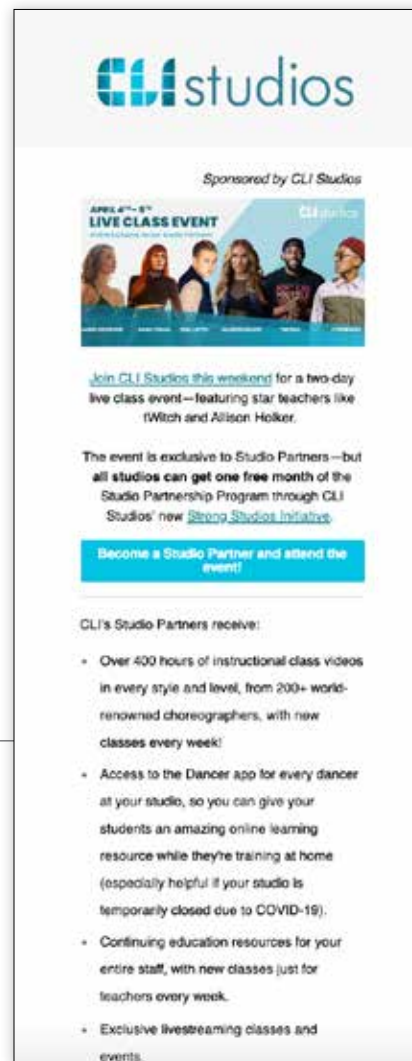 CLI studios
Sponsored by CLI Studios
APRIL 4TH-5TH
LIVE CLASS EVENT
CLI studios
Join CLI Studios this weekend for a two-day
live class event—featuring star teachers like
tWitch and Allison Holker.
The event is exclusive to Studio Partners—but
all studios can get one free month of the
Studio Partnership Program through CLI
Studios' new Strong Studios Initiative.
Become a Studio Partner and attend the
event!
CLI's Studio Partners receive:
• Over 400 hours of instructional class videos
in every style and level, from 200+ world-
renowned choreographers, with new
classes every week!
• Access to the Dancer app for every dancer
at your studio, so you can give your
students an amazing online learning
resource while they're training at home
(especially helpful if your studio is
temporarily closed due to COVID-19).
• Continuing education resources for your
entire staff, with new classes just for
teachers every week.
• Exclusive livestreaming classes and
events.